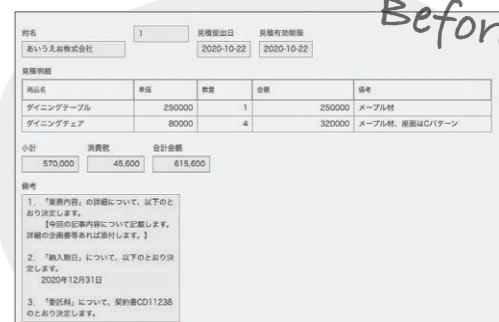 Befor
宛名 見積提出日 見積有効期限
あいうえお株式会社 1 2020-10-22 2020-10-22
見積明細
商品名 単価 数量 金額 備考
ダイニングテーブル 250000 1 250000 メープル材
ダイニングチェア 80000 4 320000 メープル材、座面はCパターン
小計 消費税 合計金額
570,000 45,600 615,600
備考
1. 「業務内容」の詳細について、以下のと
おり決定します。
【今回の記事内容について記載します。
詳細の企画書等あれば添付します。】
2. 「納入期日」について、以下のとおり決
定します。
2020年12月31日
3. 「委託料」について、契約書CD11238
のとおり決定します。